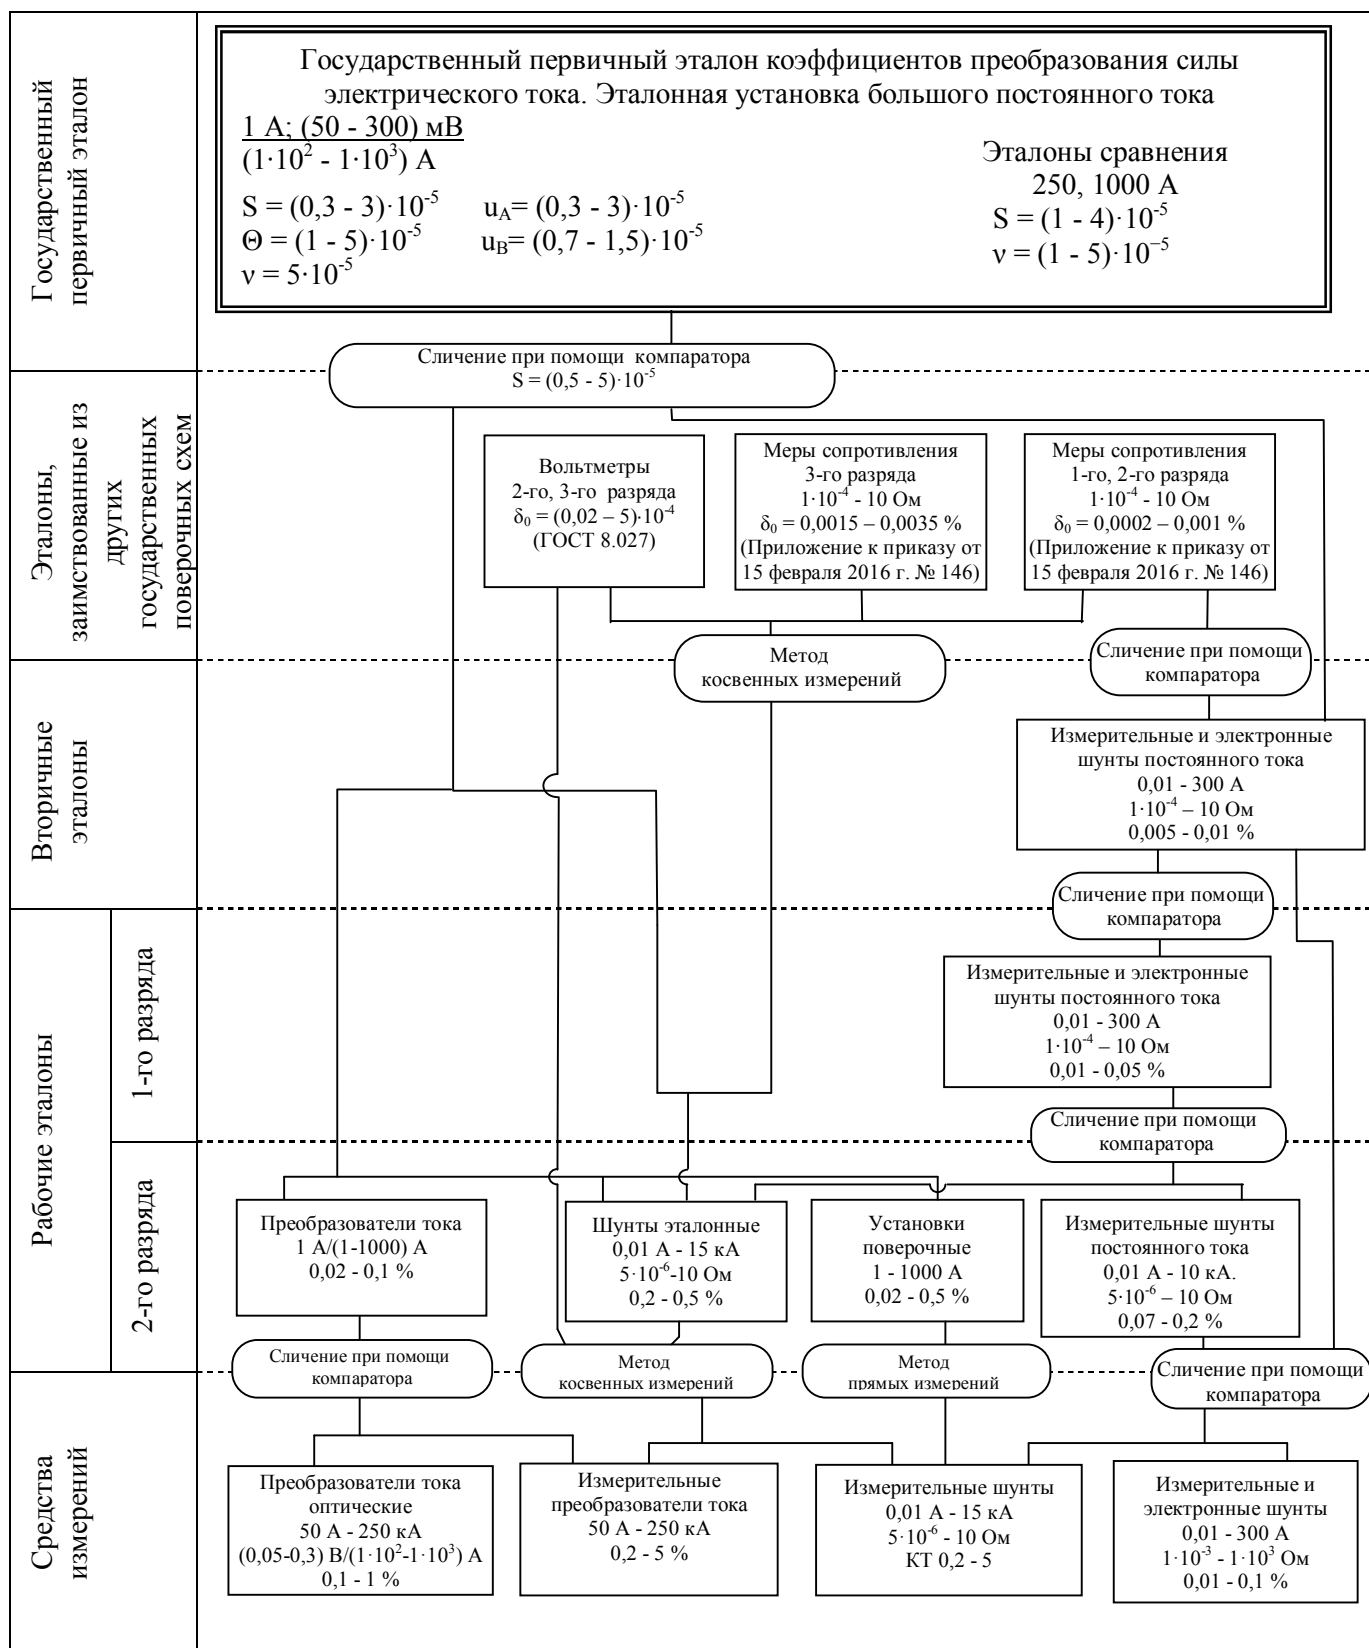 Государственный
первичный эталон
Государственный первичный эталон коэффициентов преобразования силы
электрического тока. Эталонная установка большого постоянного тока
1 А; (50 - 300) мВ
(1·10² - 1·10³) А
S = (0,3 - 3)·10⁻⁵
Θ = (1 - 5)·10⁻⁵
ν = 5·10⁻⁵
u_A= (0,3 - 3)·10⁻⁵
u_B= (0,7 - 1,5)·10⁻⁵
Эталоны сравнения
250, 1000 А
S = (1 - 4)·10⁻⁵
ν = (1 - 5)·10⁻⁵
Сличение при помощи компаратора
S = (0,5 - 5)·10⁻⁵
Эталоны,
заимствованные из
других
государственных
поверочных схем
Вольтметры
2-го, 3-го разряда
δ₀ = (0,02 – 5)·10⁻⁴
(ГОСТ 8.027)
Меры сопротивления
3-го разряда
1·10⁻⁴ - 10 Ом
δ₀ = 0,0015 – 0,0035 %
(Приложение к приказу от
15 февраля 2016 г. № 146)
Меры сопротивления
1-го, 2-го разряда
1·10⁻⁴ - 10 Ом
δ₀ = 0,0002 – 0,001 %
(Приложение к приказу от
15 февраля 2016 г. № 146)
Метод
косвенных измерений
Сличение при помощи
компаратора
Вторичные
эталоны
Измерительные и электронные
шунты постоянного тока
0,01 - 300 А
1·10⁻⁴ – 10 Ом
0,005 - 0,01 %
Сличение при помощи
компаратора
Рабочие эталоны
1-го разряда
Измерительные и электронные
шунты постоянного тока
0,01 - 300 А
1·10⁻⁴ – 10 Ом
0,01 - 0,05 %
Сличение при помощи
компаратора
2-го разряда
Преобразователи тока
1 А/(1-1000) А
0,02 - 0,1 %
Шунты эталонные
0,01 А - 15 кА
5·10⁻⁶-10 Ом
0,2 - 0,5 %
Установки
поверочные
1 - 1000 А
0,02 - 0,5 %
Измерительные шунты
постоянного тока
0,01 А - 10 кА.
5·10⁻⁶ – 10 Ом
0,07 - 0,2 %
Сличение при помощи
компаратора
Метод
косвенных измерений
Метод
прямых измерений
Сличение при помощи
компаратора
Средства
измерений
Преобразователи тока
оптические
50 А - 250 кА
(0,05-0,3) В/(1·10²-1·10³) А
0,1 - 1 %
Измерительные
преобразователи тока
50 А - 250 кА
0,2 - 5 %
Измерительные шунты
0,01 А - 15 кА
5·10⁻⁶ - 10 Ом
КТ 0,2 - 5
Измерительные и
электронные шунты
0,01 - 300 А
1·10⁻³ - 1·10³ Ом
0,01 - 0,1 %